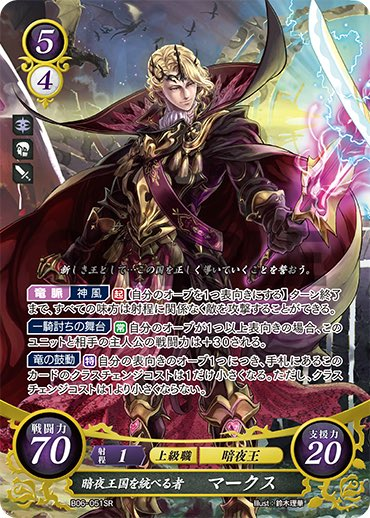 5
4
新しき王として…この国を正しく導いていくことを誓おう。
竜脈 神風 起【自分のオーブを1つ表向きにする】ターン終了
まで、すべての味方は射程に関係なく敵を攻撃することができる。
一騎討ちの舞台 常 自分のオーブが1つ以上表向きの場合、この
ユニットと相手の主人公の戦闘力は+30される。
竜の鼓動 特 自分の表向きのオーブ1つにつき、手札にあるこの
カードのクラスチェンジコストは1だけ小さくなる。ただし、クラス
チェンジコストは1より小さくならない。
戦闘力 70
射程 1 上級職 暗夜王
支援力 20
暗夜王国を統べる者 マークス
B06-051SR
Illust:鈴木理華